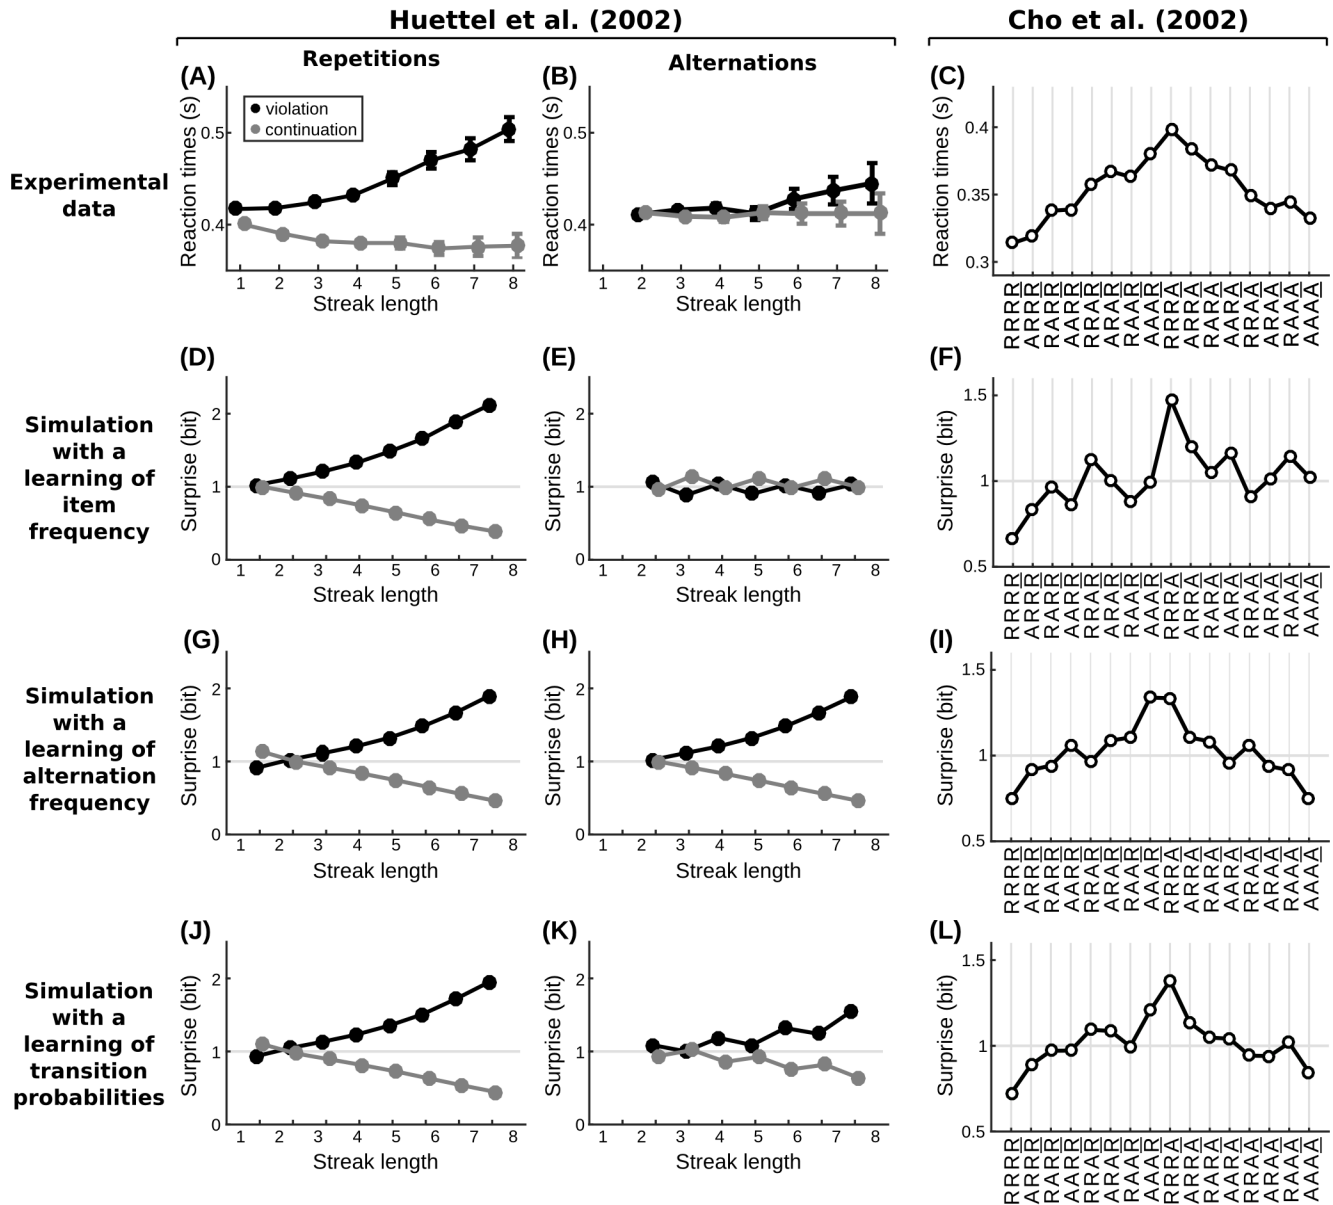 Huettel et al. (2002)
Cho et al. (2002)
Repetitions
Alternations
(A)
(B)
(C)
Experimental
data
Reaction times (s)
0.5
0.4
violation
continuation
1 2 3 4 5 6 7 8
Streak length
Reaction times (s)
0.5
0.4
1 2 3 4 5 6 7 8
Streak length
Reaction times (s)
0.4
0.35
0.3
RRRR
ARRR
RARR
AARR
RRAR
ARAR
RAAR
AAAR
RRRA
ARRA
RARA
AARA
RRAA
ARAA
RAAA
AAAA
(D)
(E)
(F)
Simulation
with a
learning of
item
frequency
Surprise (bit)
2
1
0
1 2 3 4 5 6 7 8
Streak length
Surprise (bit)
2
1
0
1 2 3 4 5 6 7 8
Streak length
Surprise (bit)
1.5
1
0.5
RRRR
ARRR
RARR
AARR
RRAR
ARAR
RAAR
AAAR
RRRA
ARRA
RARA
AARA
RRAA
ARAA
RAAA
AAAA
(G)
(H)
(I)
Simulation
with a
learning of
alternation
frequency
Surprise (bit)
2
1
0
1 2 3 4 5 6 7 8
Streak length
Surprise (bit)
2
1
0
1 2 3 4 5 6 7 8
Streak length
Surprise (bit)
1.5
1
0.5
RRRR
ARRR
RARR
AARR
RRAR
ARAR
RAAR
AAAR
RRRA
ARRA
RARA
AARA
RRAA
ARAA
RAAA
AAAA
(J)
(K)
(L)
Simulation
with a
learning of
transition
probabilities
Surprise (bit)
2
1
0
1 2 3 4 5 6 7 8
Streak length
Surprise (bit)
2
1
0
1 2 3 4 5 6 7 8
Streak length
Surprise (bit)
1.5
1
0.5
RRRR
ARRR
RARR
AARR
RRAR
ARAR
RAAR
AAAR
RRRA
ARRA
RARA
AARA
RRAA
ARAA
RAAA
AAAA